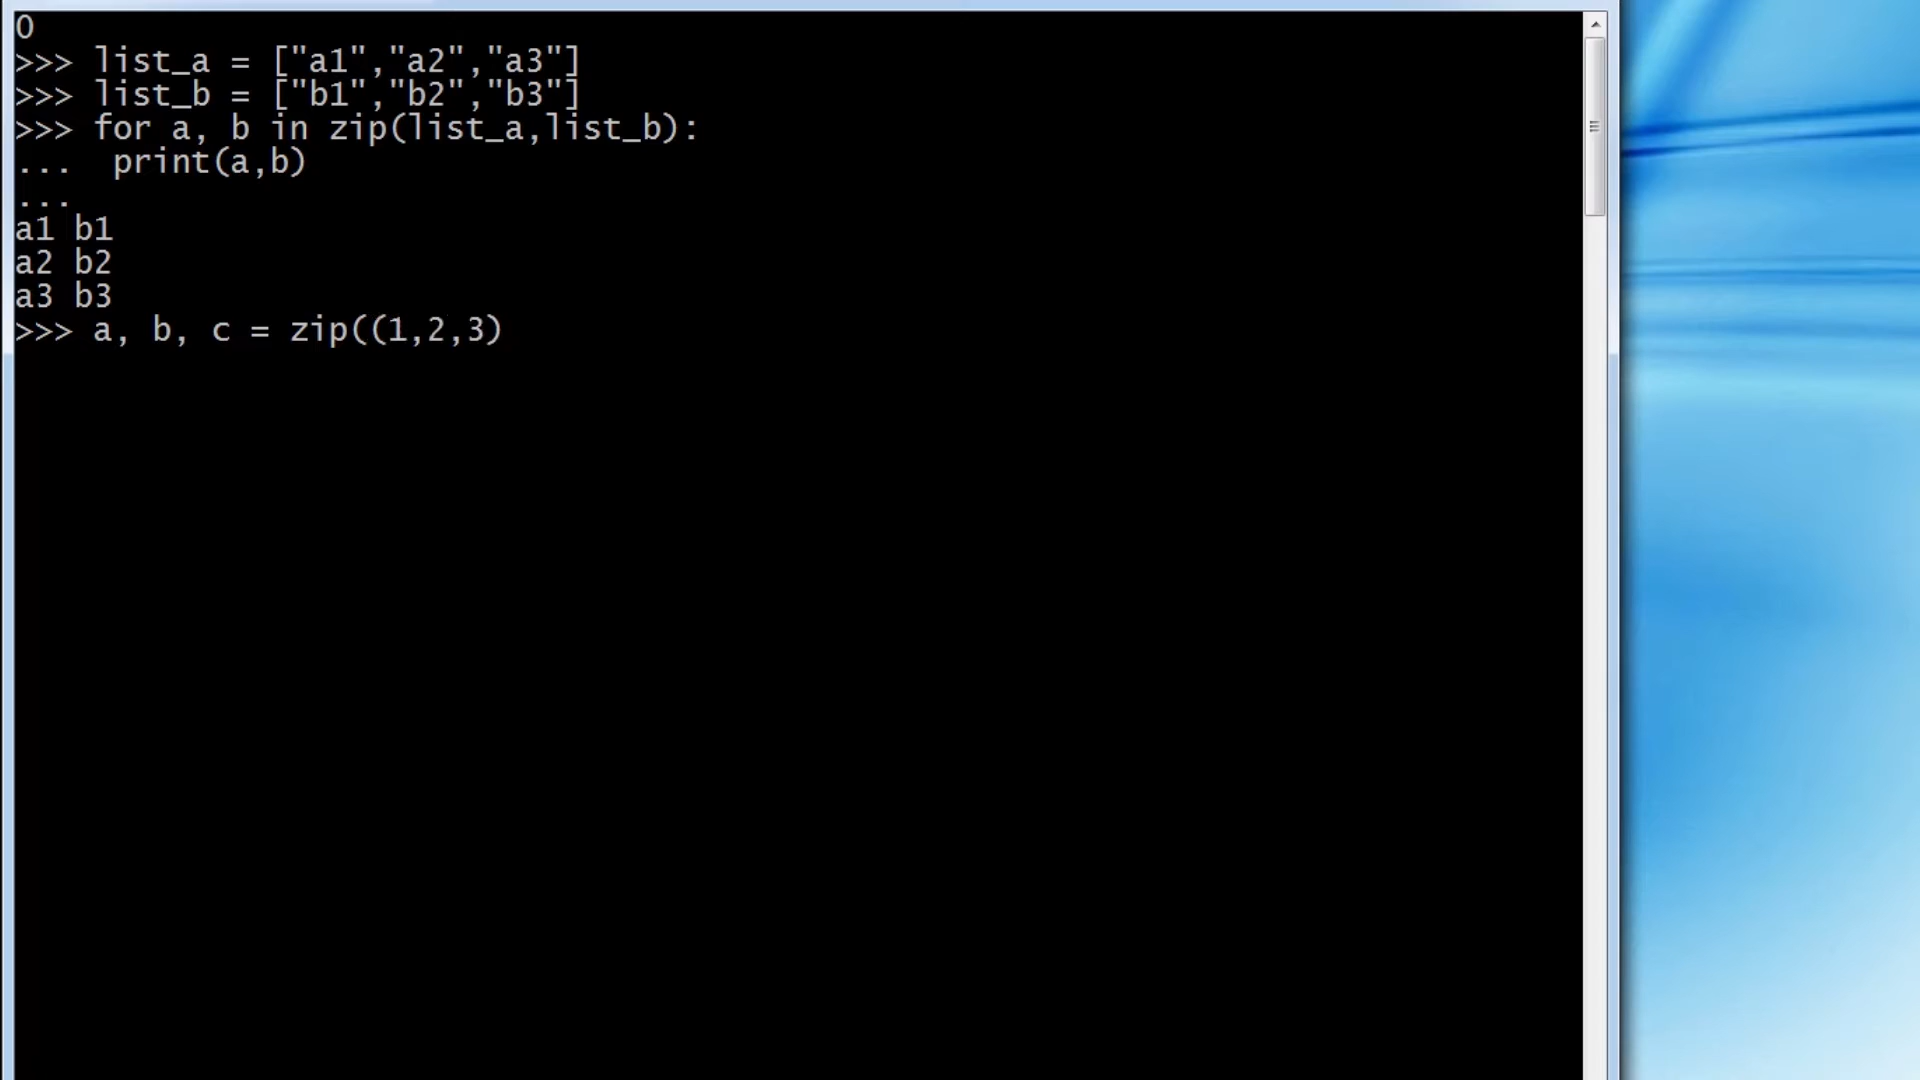 0
>>> list_a = ["a1","a2","a3"]
>>> list_b = ["b1","b2","b3"]
>>> for a, b in zip(list_a,list_b):
...  print(a,b)
...
a1 b1
a2 b2
a3 b3
>>> a, b, c = zip((1,2,3)